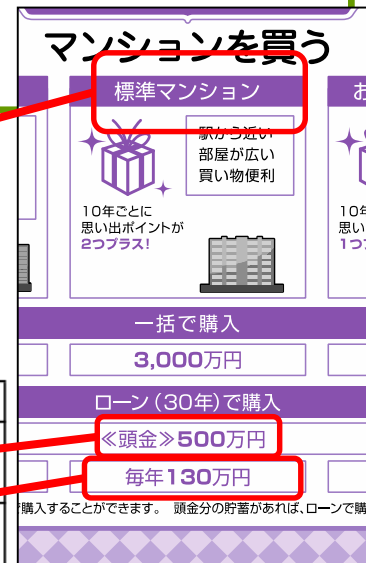 マンションを買う
標準マンション
お
駅から近い
部屋が広い
買い物便利
10年ごとに
思い出ポイントが
2つプラス!
10年
思い
1つ
一括で購入
3,000万円
ローン(30年)で購入
≪頭金≫500万円
毎年130万円
購入することができます。 頭金分の貯蓄があれば、ローンで購